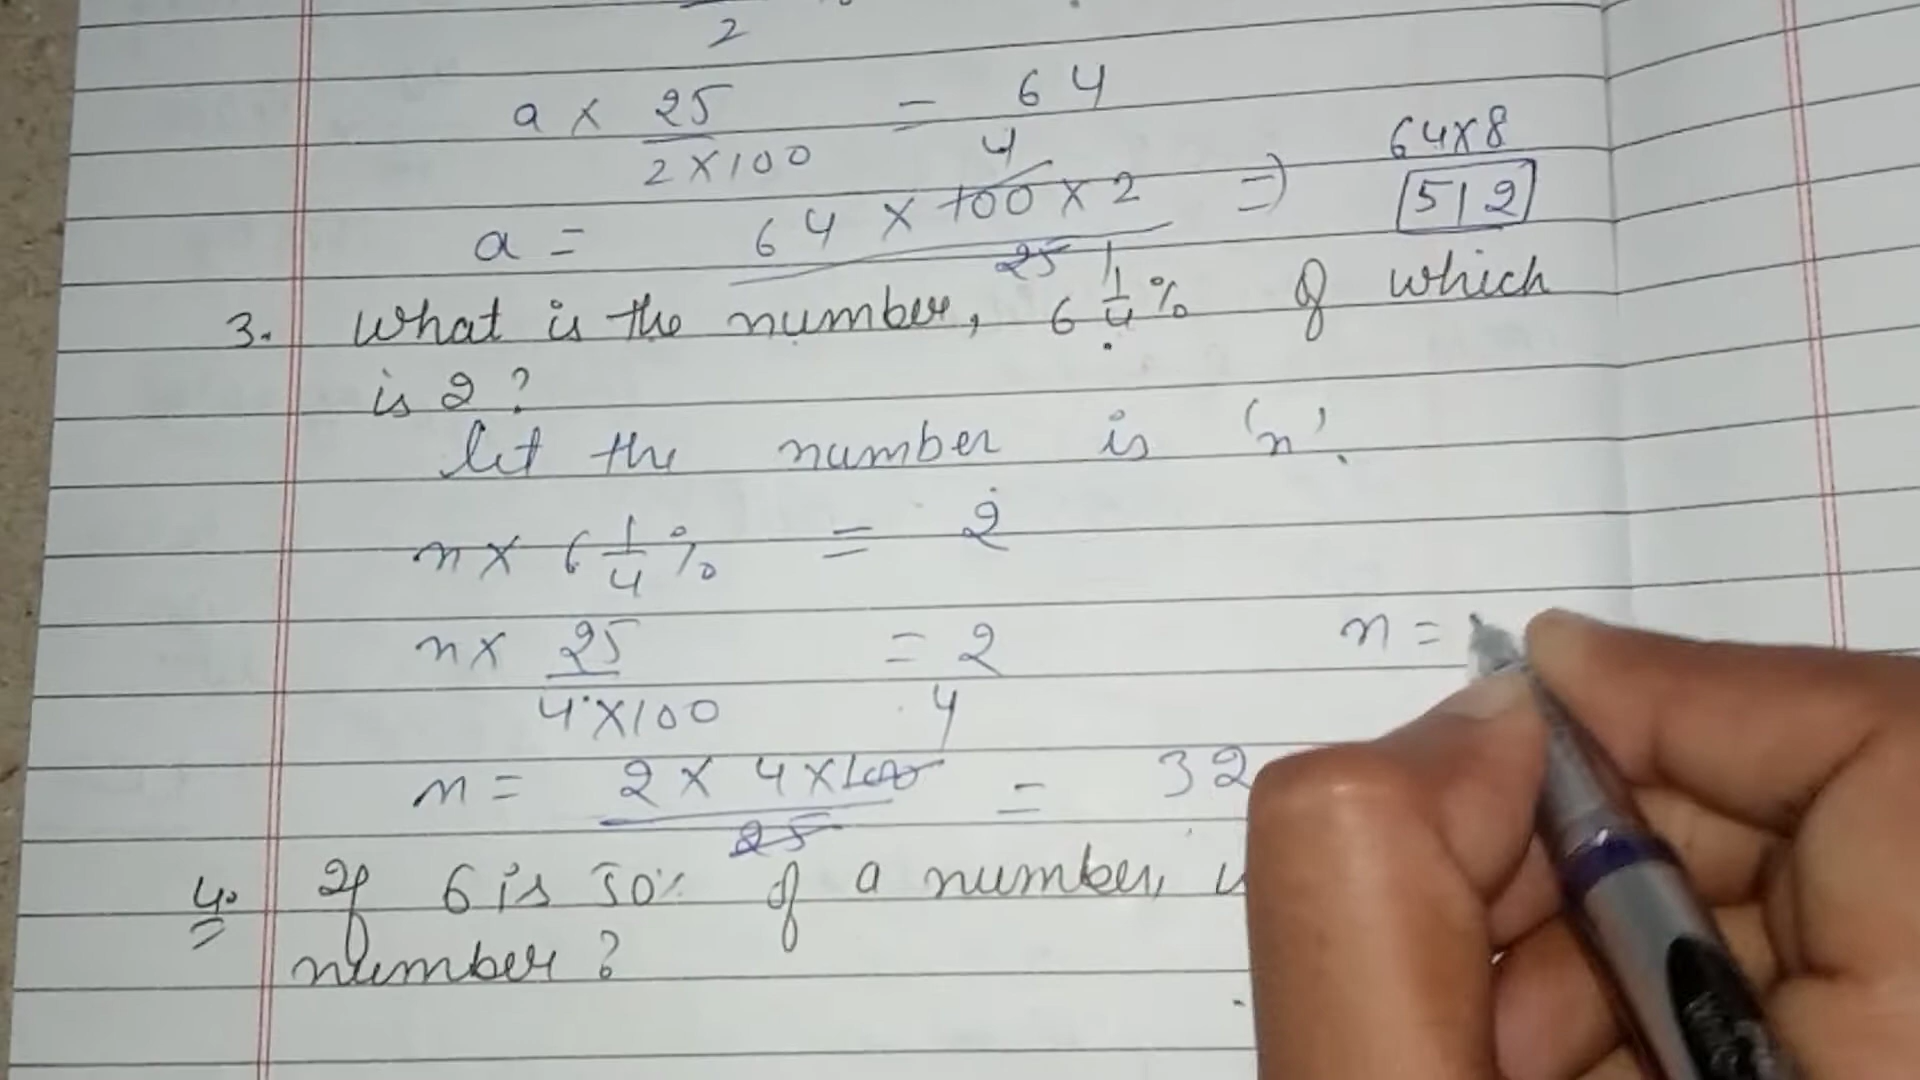 2
a × 25 / 2×100 = 64
a = 64 × 100 × 2 / 25 ⇒ 64×8
4
512
3. What is the number, 6 1/4 % of which
is 2 ?
let the number is 'n'.
n × 6 1/4 % = 2
n × 25 / 4×100 = 2
n =
4
n = 2 × 4 × 100 / 25 = 32
4. If 6 is 50% of a number,
number ?